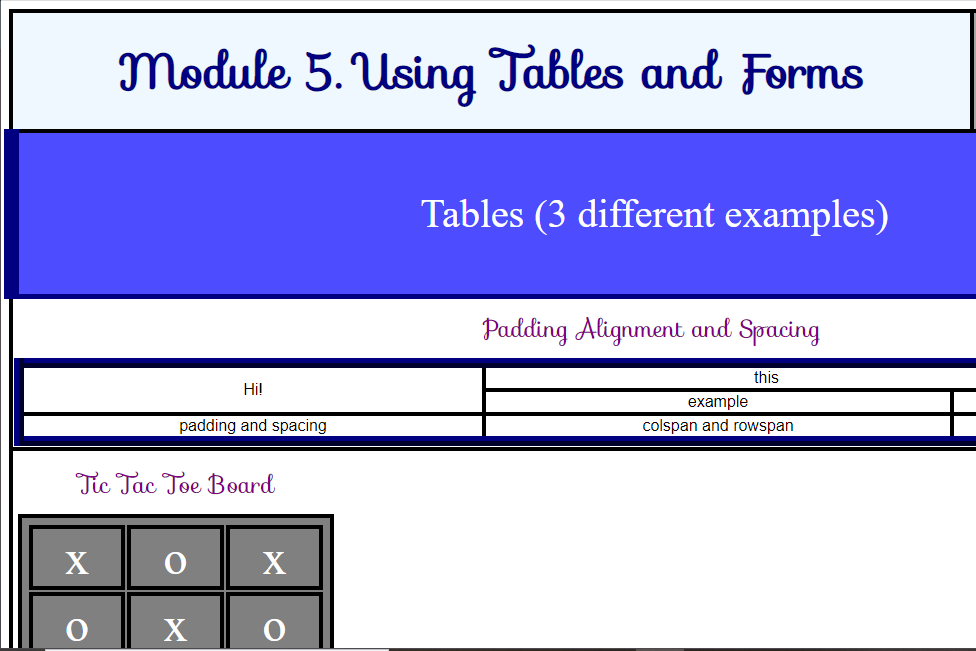 Module 5. Using Tables and Forms
Tables (3 different examples)
Padding Alignment and Spacing
Hi!
this
example
padding and spacing
colspan and rowspan
Tic Tac Toe Board
x o x
o x o